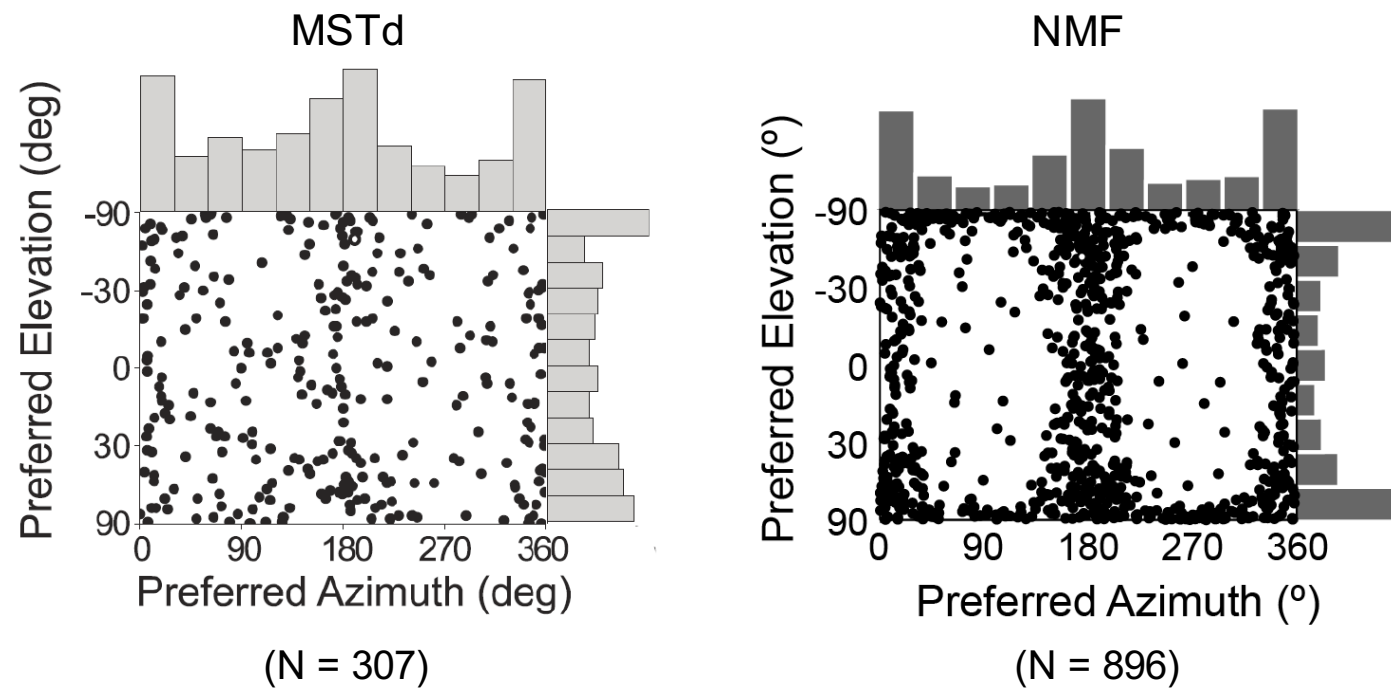 MSTd
Preferred Elevation (deg)
-90
-30
0
30
90
0 90 180 270 360
Preferred Azimuth (deg)
(N = 307)
NMF
Preferred Elevation (º)
-90
-30
0
30
90
0 90 180 270 360
Preferred Azimuth (º)
(N = 896)